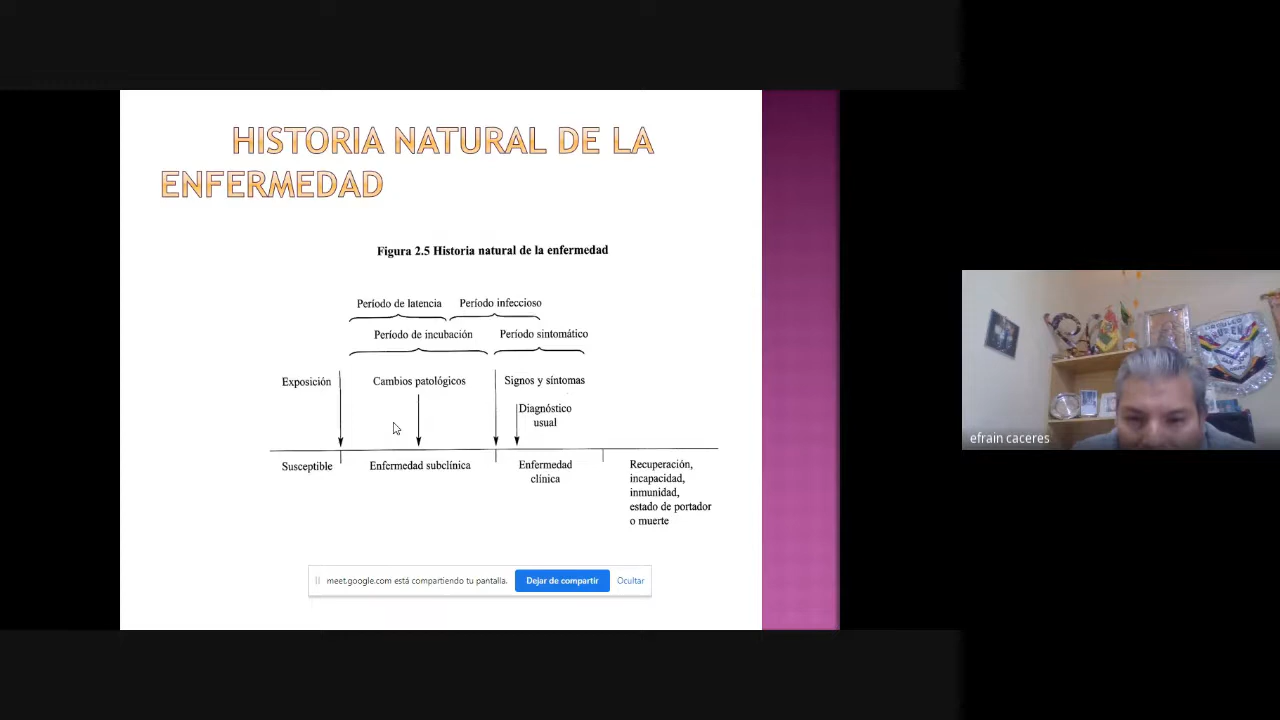 HISTORIA NATURAL DE LA
ENFERMEDAD
Figura 2.5 Historia natural de la enfermedad
Período de latencia Período infeccioso
Período de incubación Período sintomático
Exposición Cambios patológicos Signos y síntomas
Diagnóstico
usual
Susceptible Enfermedad subclínica Enfermedad
clínica
Recuperación,
incapacidad,
inmunidad,
estado de portador
o muerte
meet.google.com está compartiendo tu pantalla. Dejar de compartir Ocultar
efrain caceres